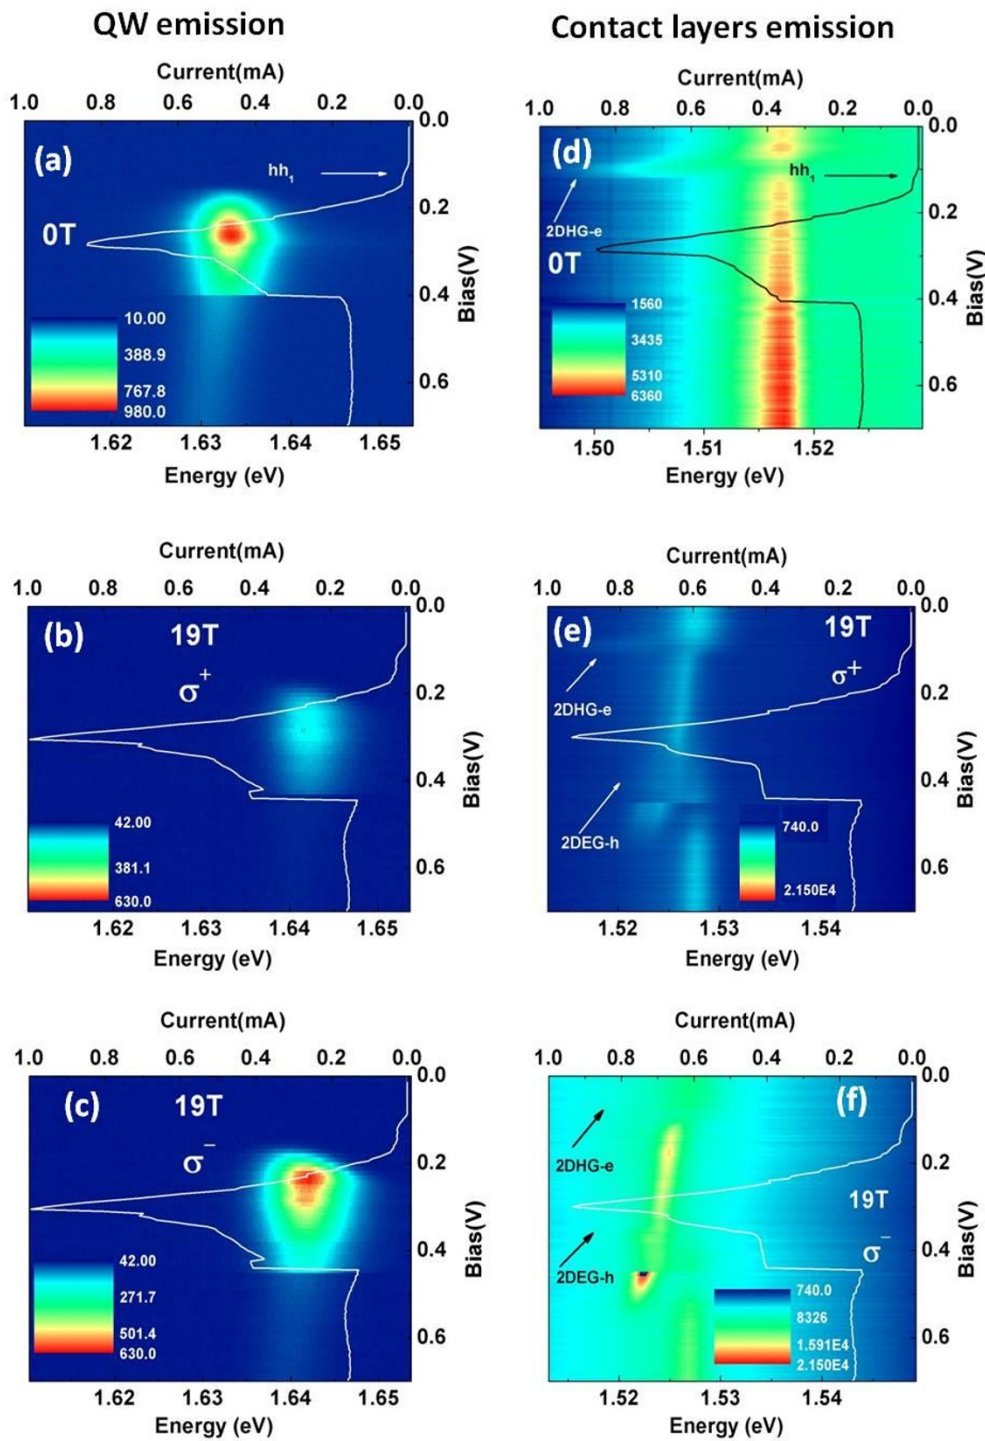 QW emission
Contact layers emission
Current(mA)
1.0 0.8 0.6 0.4 0.2 0.0
(a)
hh1
0T
10.00
388.9
767.8
980.0
0.0
0.2
0.4
0.6
Bias(V)
1.62 1.63 1.64 1.65
Energy (eV)
Current(mA)
1.0 0.8 0.6 0.4 0.2 0.0
(d)
hh1
2DHG-e
0T
1560
3435
5310
6360
0.0
0.2
0.4
0.6
Bias(V)
1.50 1.51 1.52
Energy (eV)
Current(mA)
1.0 0.8 0.6 0.4 0.2 0.0
(b)
19T
σ+
42.00
381.1
630.0
0.0
0.2
0.4
0.6
Bias(V)
1.62 1.63 1.64 1.65
Energy (eV)
Current(mA)
1.0 0.8 0.6 0.4 0.2 0.0
(e)
19T
σ+
2DHG-e
2DEG-h
740.0
2.150E4
0.0
0.2
0.4
0.6
Bias(V)
1.52 1.53 1.54
Energy (eV)
Current(mA)
1.0 0.8 0.6 0.4 0.2 0.0
(c)
19T
σ−
42.00
271.7
501.4
630.0
0.0
0.2
0.4
0.6
Bias(V)
1.62 1.63 1.64 1.65
Energy (eV)
Current(mA)
1.0 0.8 0.6 0.4 0.2 0.0
(f)
2DHG-e
19T
2DEG-h
σ−
740.0
8326
1.591E4
2.150E4
0.0
0.2
0.4
0.6
Bias(V)
1.52 1.53 1.54
Energy (eV)